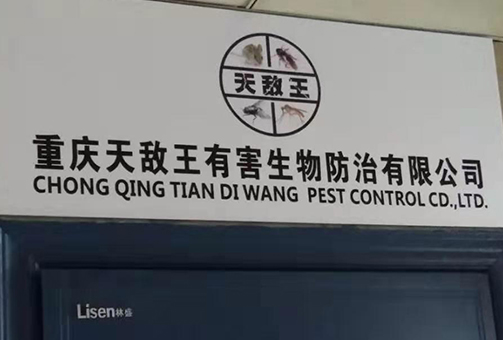 天敌王
重庆天敌王有害生物防治有限公司
CHONG QING TIAN DI WANG PEST CONTROL CD.,LTD.
Lisen林盛